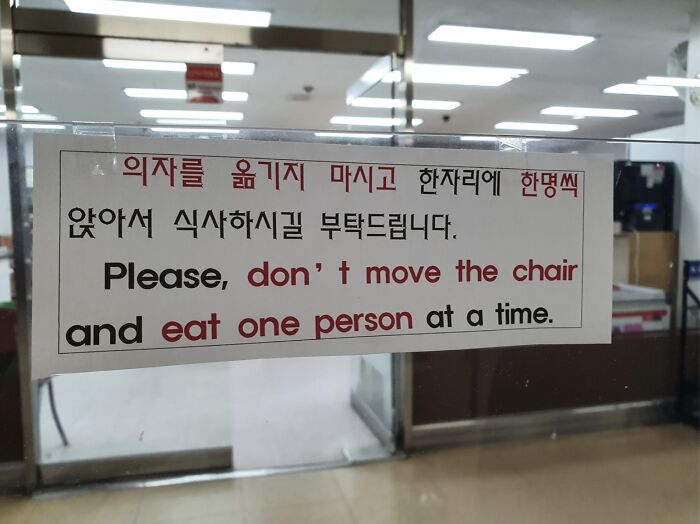 의자를 옮기지 마시고 한자리에 한명씩
앉아서 식사하시길 부탁드립니다.
Please, don't move the chair
and eat one person at a time.